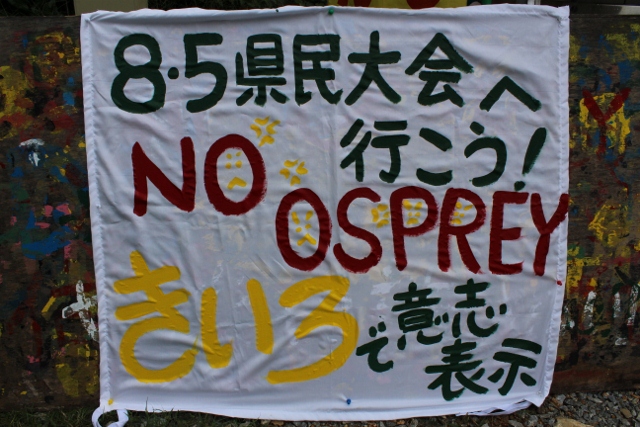 8・5県民大会へ
行こう!
NO
OSPREY
きいろで意志
表示